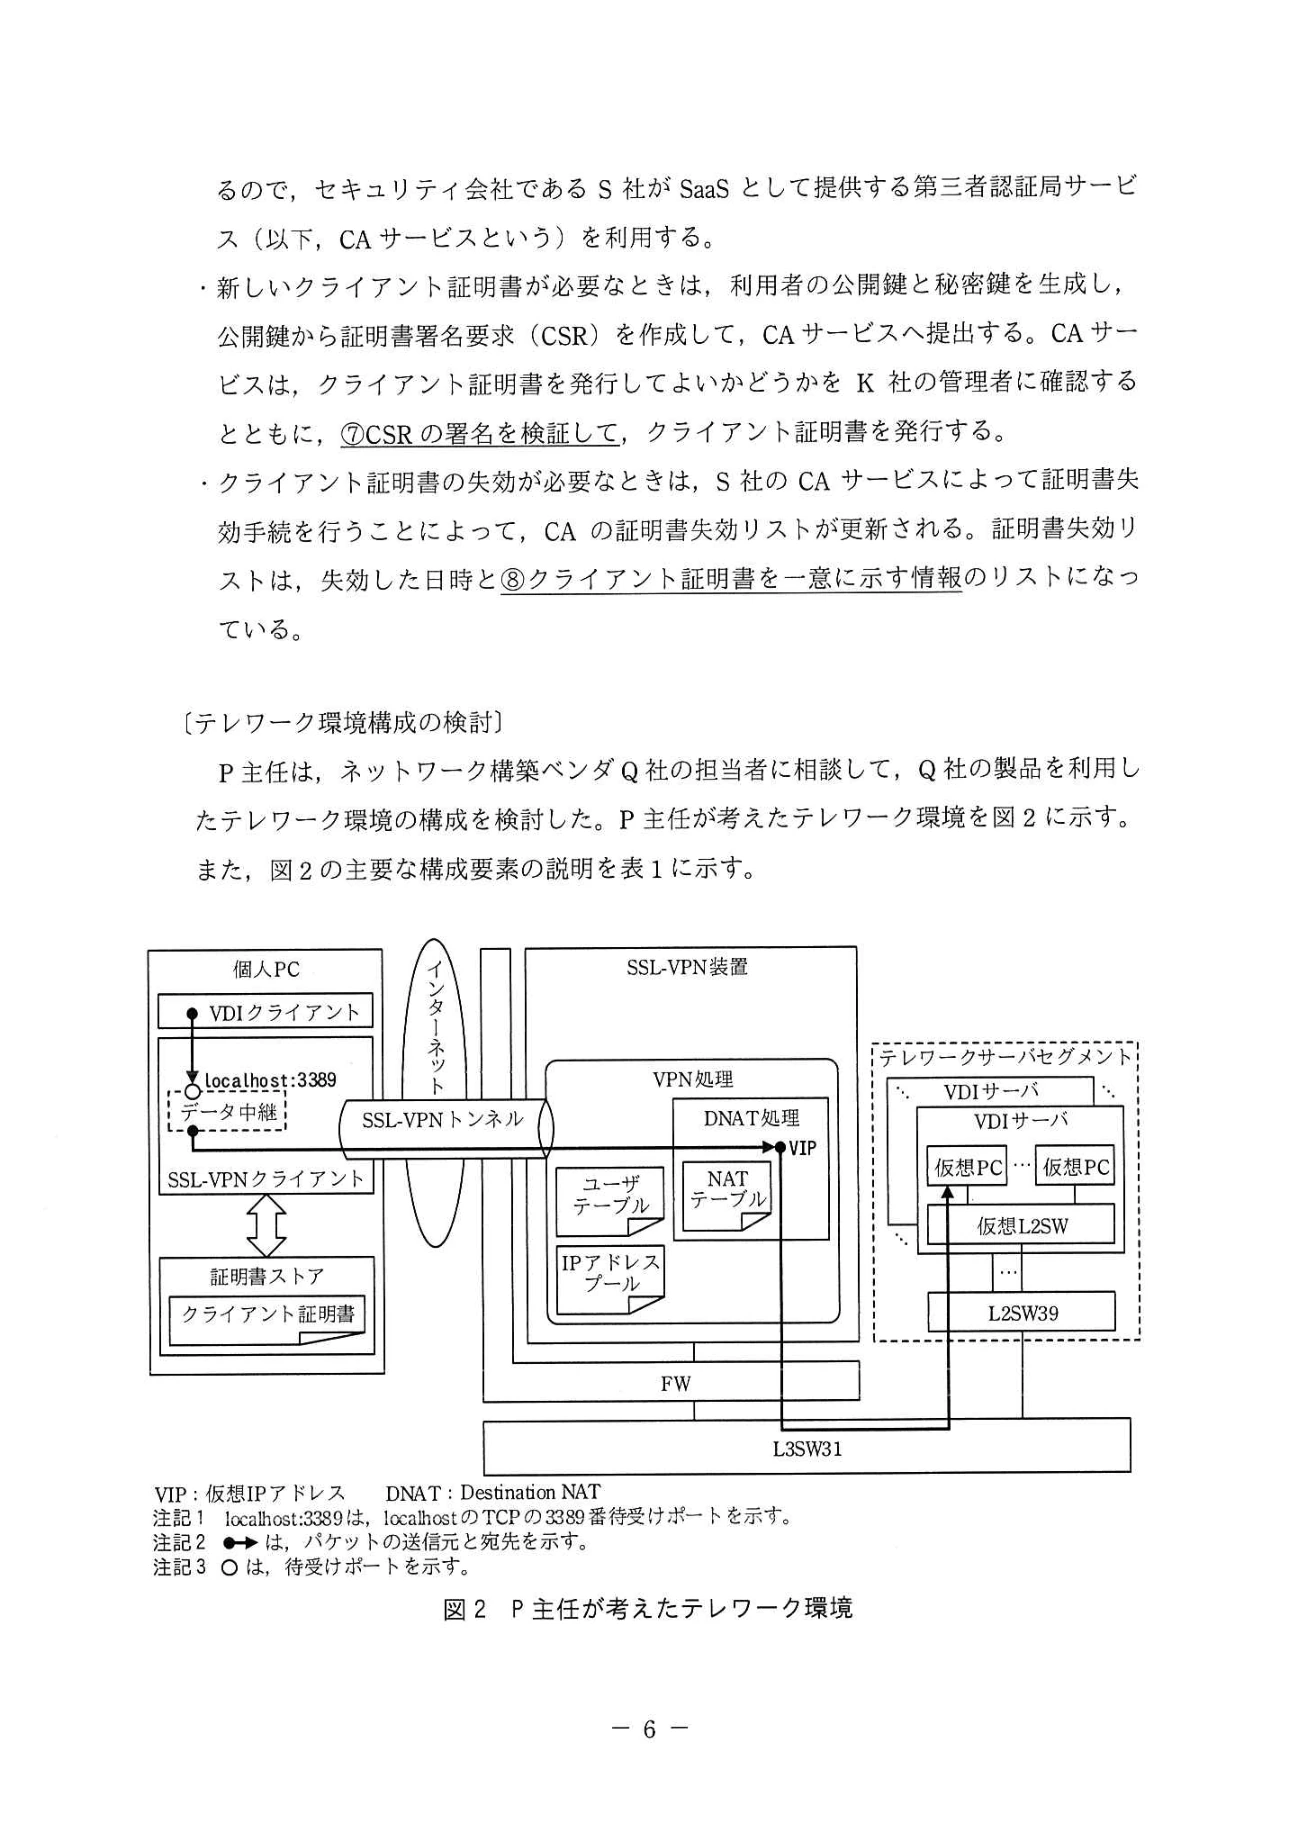 るので，セキュリティ会社である S 社が SaaS として提供する第三者認証局サービ
ス（以下，CA サービスという）を利用する。
・新しいクライアント証明書が必要なときは，利用者の公開鍵と秘密鍵を生成し，
公開鍵から証明書署名要求（CSR）を作成して，CA サービスへ提出する。CA サー
ビスは，クライアント証明書を発行してよいかどうかを K 社の管理者に確認する
とともに，⑦CSR の署名を検証して，クライアント証明書を発行する。
・クライアント証明書の失効が必要なときは，S 社の CA サービスによって証明書失
効手続を行うことによって，CA の証明書失効リストが更新される。証明書失効リ
ストは，失効した日時と⑧クライアント証明書を一意に示す情報のリストになっ
ている。
〔テレワーク環境構成の検討〕
P 主任は，ネットワーク構築ベンダ Q 社の担当者に相談して，Q 社の製品を利用し
たテレワーク環境の構成を検討した。P 主任が考えたテレワーク環境を図 2 に示す。
また，図 2 の主要な構成要素の説明を表 1 に示す。
個人PC
VDIクライアント
localhost:3389
データ中継
SSL-VPNクライアント
証明書ストア
クライアント証明書
インターネット
SSL-VPNトンネル
SSL-VPN装置
VPN処理
DNAT処理
VIP
ユーザ
テーブル
NAT
テーブル
IPアドレス
プール
FW
L3SW31
テレワークサーバセグメント
VDIサーバ
VDIサーバ
仮想PC … 仮想PC
仮想L2SW
…
L2SW39
VIP：仮想IPアドレス　DNAT：Destination NAT
注記1　localhost:3389は，localhostのTCPの3389番待受けポートを示す。
注記2　●→ は，パケットの送信元と宛先を示す。
注記3　○ は，待受けポートを示す。
図 2　P 主任が考えたテレワーク環境
－ 6 －